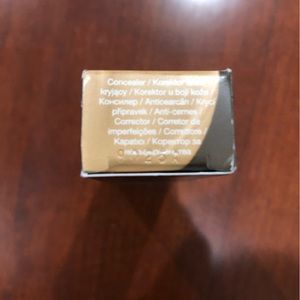 Concealer / Korektor
kryjący / Korektor u boji kože /
Консилер / Anticearcăn / Krycí
přípravek / Anti-cernes /
Corrector / Corretor de
imperfeições / Correttore /
Капатіо / Коректор за